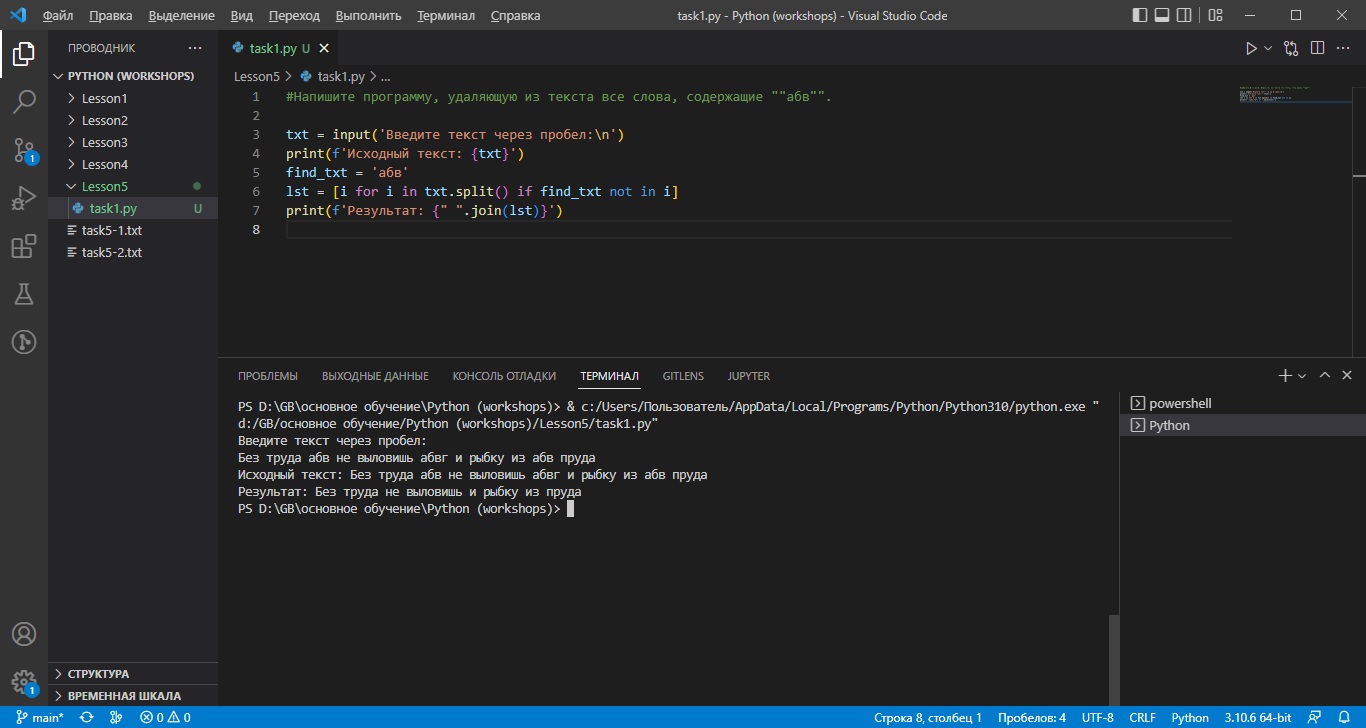 Файл Правка Выделение Вид Переход Выполнить Терминал Справка task1.py - Python (workshops) - Visual Studio Code
ПРОВОДНИК ...
PYTHON (WORKSHOPS)
Lesson1
Lesson2
Lesson3
Lesson4
Lesson5
task1.py U
task5-1.txt
task5-2.txt
СТРУКТУРА
ВРЕМЕННАЯ ШКАЛА
1
1
task1.py U
Lesson5 > task1.py > ...
1 #Напишите программу, удаляющую из текста все слова, содержащие ""абв"".
2
3 txt = input('Введите текст через пробел:\n')
4 print(f'Исходный текст: {txt}')
5 find_txt = 'абв'
6 lst = [i for i in txt.split() if find_txt not in i]
7 print(f'Результат: {" ".join(lst)}')
8
ПРОБЛЕМЫ ВЫХОДНЫЕ ДАННЫЕ КОНСОЛЬ ОТЛАДКИ ТЕРМИНАЛ GITLENS JUPYTER
PS D:\GB\основное обучение\Python (workshops)> & c:/Users/Пользователь/AppData/Local/Programs/Python/Python310/python.exe "
d:/GB/основное обучение/Python (workshops)/Lesson5/task1.py"
Введите текст через пробел:
Без труда абв не выловишь абвг и рыбку из абв пруда
Исходный текст: Без труда абв не выловишь абвг и рыбку из абв пруда
Результат: Без труда не выловишь и рыбку из пруда
PS D:\GB\основное обучение\Python (workshops)>
powershell
Python
main* 0 0 Строка 8, столбец 1 Пробелов: 4 UTF-8 CRLF Python 3.10.6 64-bit